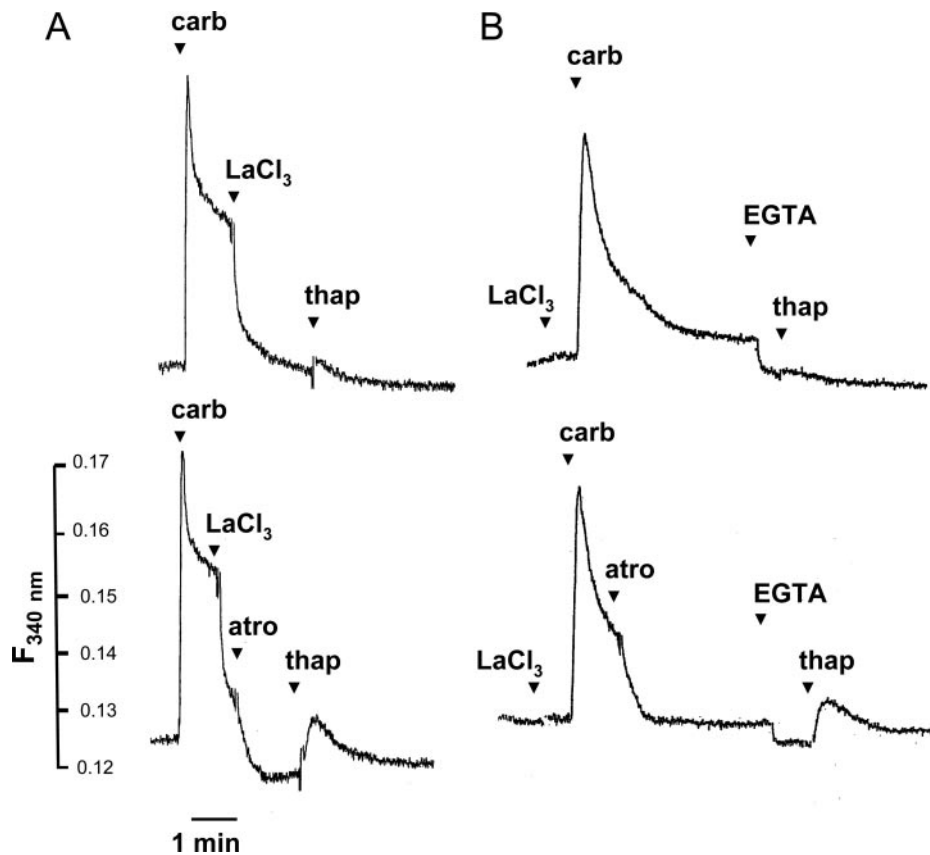 A
B
carb
carb
LaCl₃
EGTA
LaCl₃
thap
thap
carb
carb
0.17
LaCl₃
0.16
atro
0.15
EGTA
atro
0.14
thap
thap
LaCl₃
0.13
0.12
F₃₄₀ ₙₘ
1 min